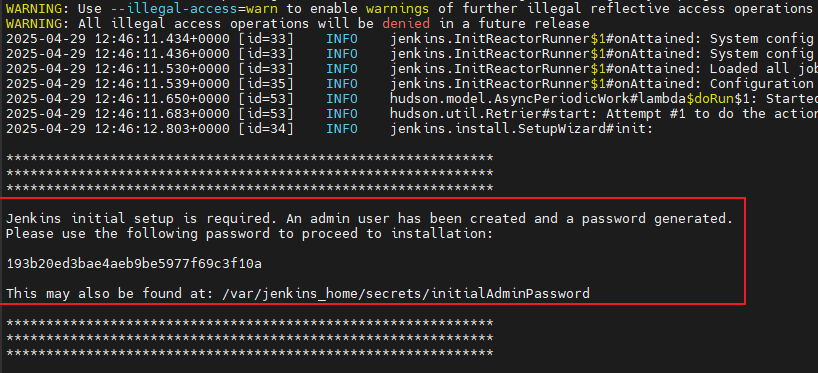 WARNING: Use --illegal-access=warn to enable warnings of further illegal reflective access operations
WARNING: All illegal access operations will be denied in a future release
2025-04-29 12:46:11.434+0000 [id=33]    INFO    jenkins.InitReactorRunner$1#onAttained: System config
2025-04-29 12:46:11.436+0000 [id=33]    INFO    jenkins.InitReactorRunner$1#onAttained: System config
2025-04-29 12:46:11.530+0000 [id=33]    INFO    jenkins.InitReactorRunner$1#onAttained: Loaded all job
2025-04-29 12:46:11.539+0000 [id=35]    INFO    jenkins.InitReactorRunner$1#onAttained: Configuration
2025-04-29 12:46:11.650+0000 [id=53]    INFO    hudson.model.AsyncPeriodicWork#lambda$doRun$1: Started
2025-04-29 12:46:11.683+0000 [id=53]    INFO    hudson.util.Retrier#start: Attempt #1 to do the action
2025-04-29 12:46:12.803+0000 [id=34]    INFO    jenkins.install.SetupWizard#init:
*************************************************************
*************************************************************
*************************************************************
Jenkins initial setup is required. An admin user has been created and a password generated.
Please use the following password to proceed to installation:
193b20ed3bae4aeb9be5977f69c3f10a
This may also be found at: /var/jenkins_home/secrets/initialAdminPassword
*************************************************************
*************************************************************
*************************************************************